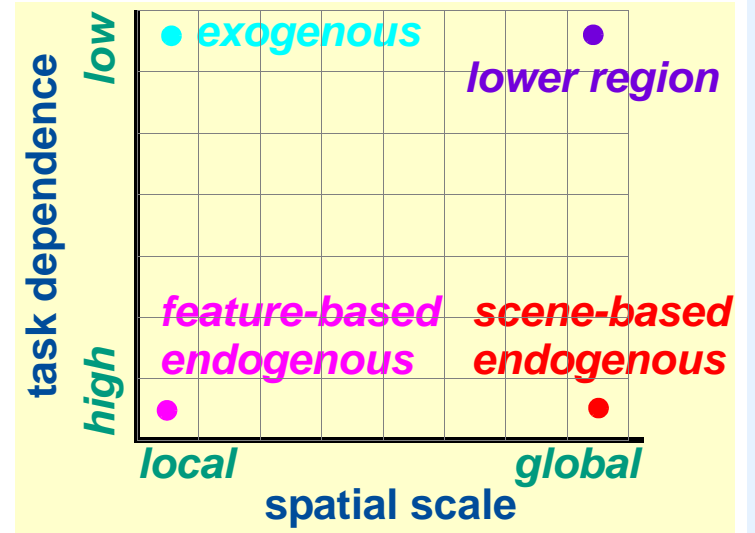 task dependence
low
high
exogenous
lower region
feature-based
endogenous
scene-based
endogenous
local
global
spatial scale